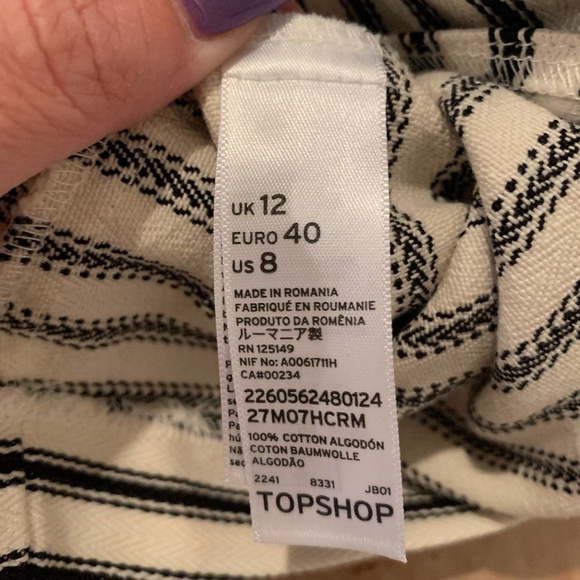 UK 12
EURO 40
US 8
MADE IN ROMANIA
FABRIQUÉ EN ROUMANIE
PRODUTO DA ROMÊNIA
ルーマニア製
RN 125149
NIF No: A0061711H
CA#00234
2260562480124
27M07HCRM
100% COTTON ALGODÓN
COTON BAUMWOLLE
ALGODÃO
2241 8331 JB01
TOPSHOP